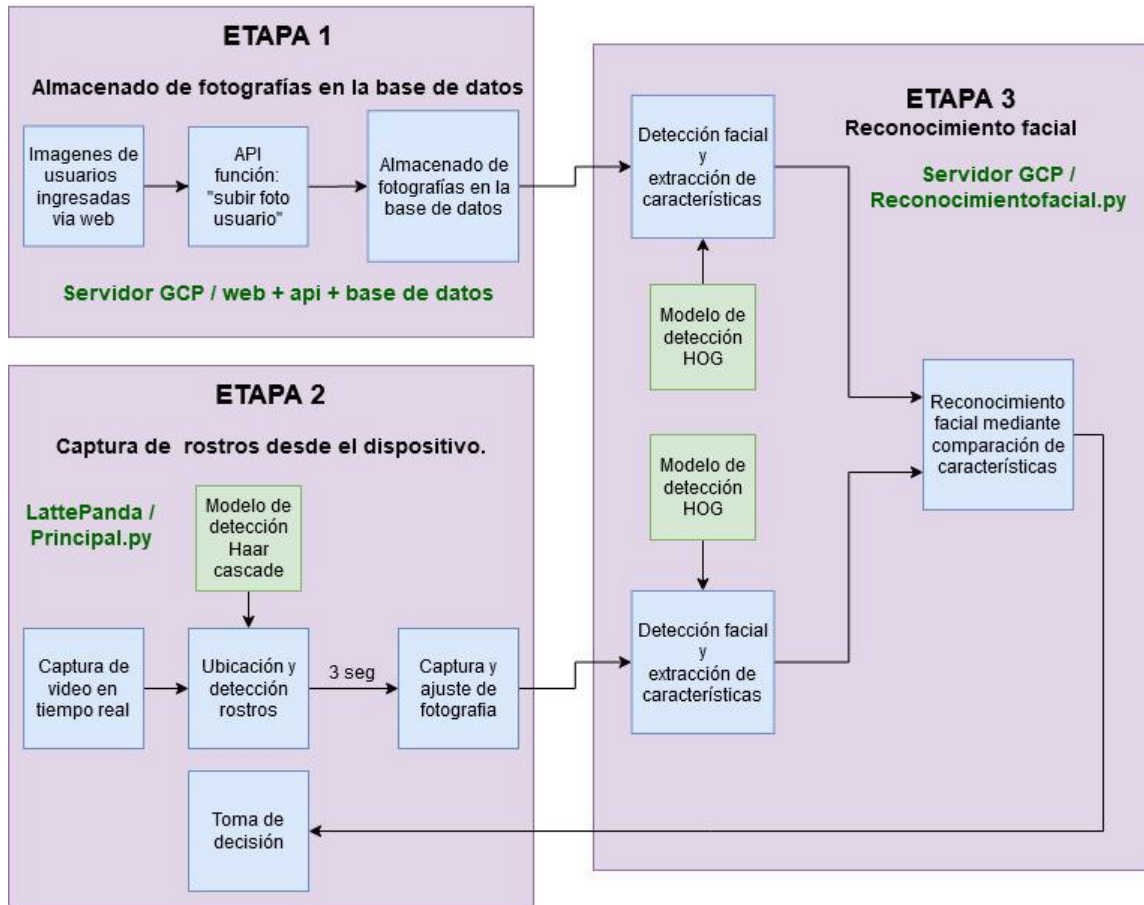 ETAPA 1
Almacenado de fotografías en la base de datos
Imagenes de
usuarios
ingresadas
via web
API
función:
"subir foto
usuario"
Almacenado de
fotografías en la
base de datos
Servidor GCP / web + api + base de datos
ETAPA 2
Captura de rostros desde el dispositivo.
LattePanda /
Principal.py
Modelo de
detección
Haar
cascade
Captura de
video en
tiempo real
Ubicación y
detección
rostros
3 seg
Captura y
ajuste de
fotografia
Toma de
decisión
ETAPA 3
Reconocimiento facial
Servidor GCP /
Reconocimientofacial.py
Detección facial
y
extracción de
características
Modelo de
detección
HOG
Modelo de
detección
HOG
Detección facial
y
extracción de
características
Reconocimiento
facial mediante
comparación de
características